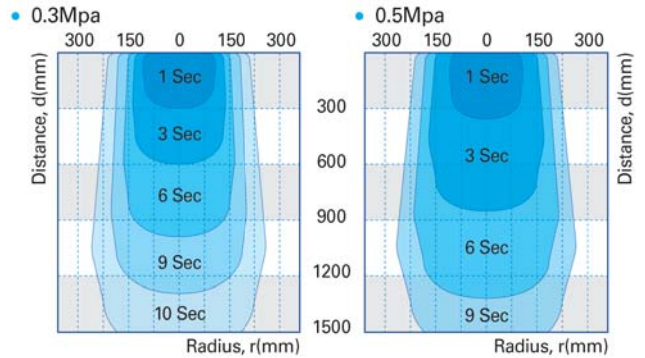 • 0.3Mpa
300 150 0 150 300
Distance, d(mm)
1 Sec
3 Sec
6 Sec
9 Sec
10 Sec
Radius, r(mm)
300
600
900
1200
1500
• 0.5Mpa
300 150 0 150 300
1 Sec
3 Sec
6 Sec
9 Sec
Distance, d(mm)
Radius, r(mm)